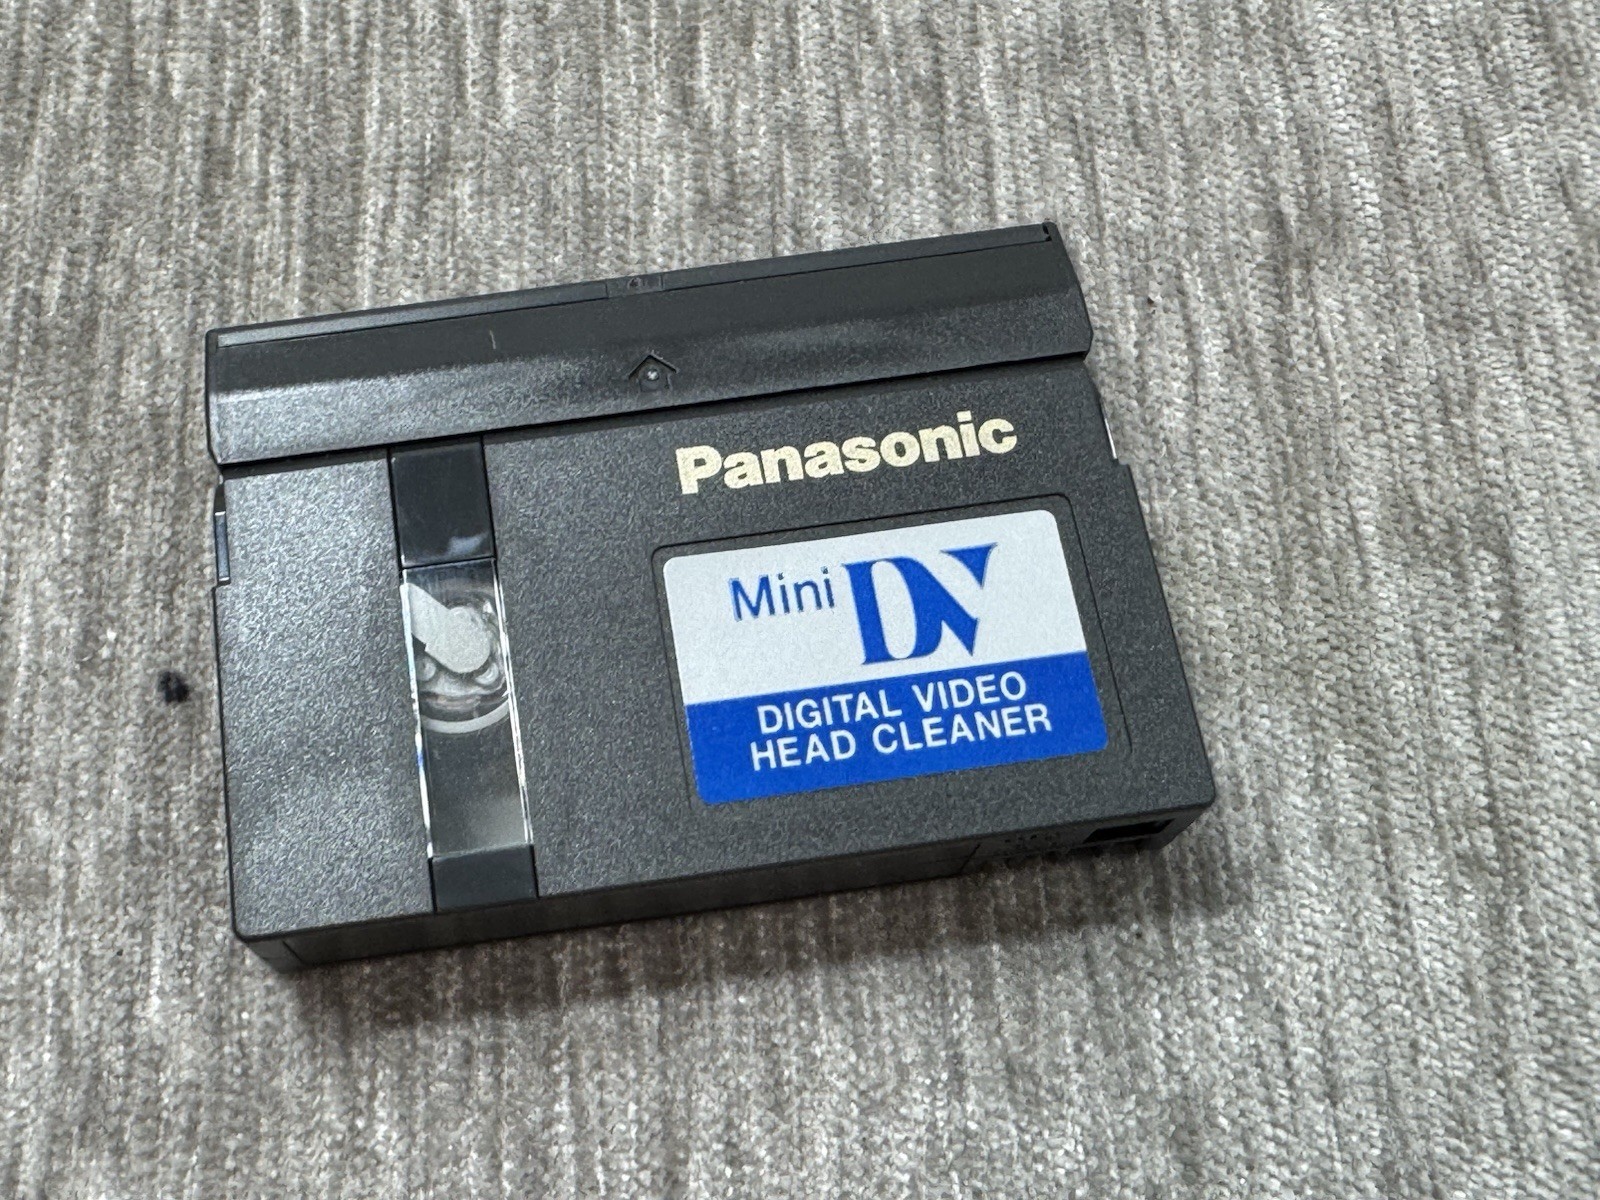 Panasonic
Mini DV
DIGITAL VIDEO
HEAD CLEANER